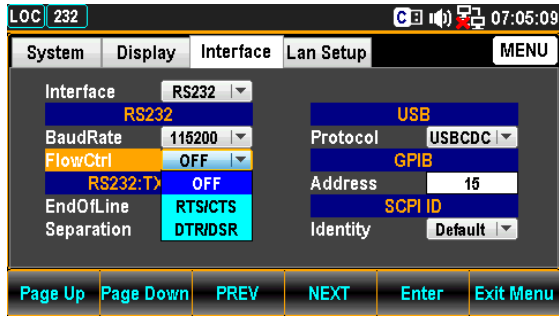 LOC 232 C 07:05:09
System Display Interface Lan Setup MENU
Interface RS232
RS232 USB
BaudRate 115200 Protocol USBCDC
FlowCtrl OFF GPIB
RS232:TX OFF Address 15
EndOfLine RTS/CTS SCPI ID
Separation DTR/DSR Identity Default
Page Up Page Down PREV NEXT Enter Exit Menu